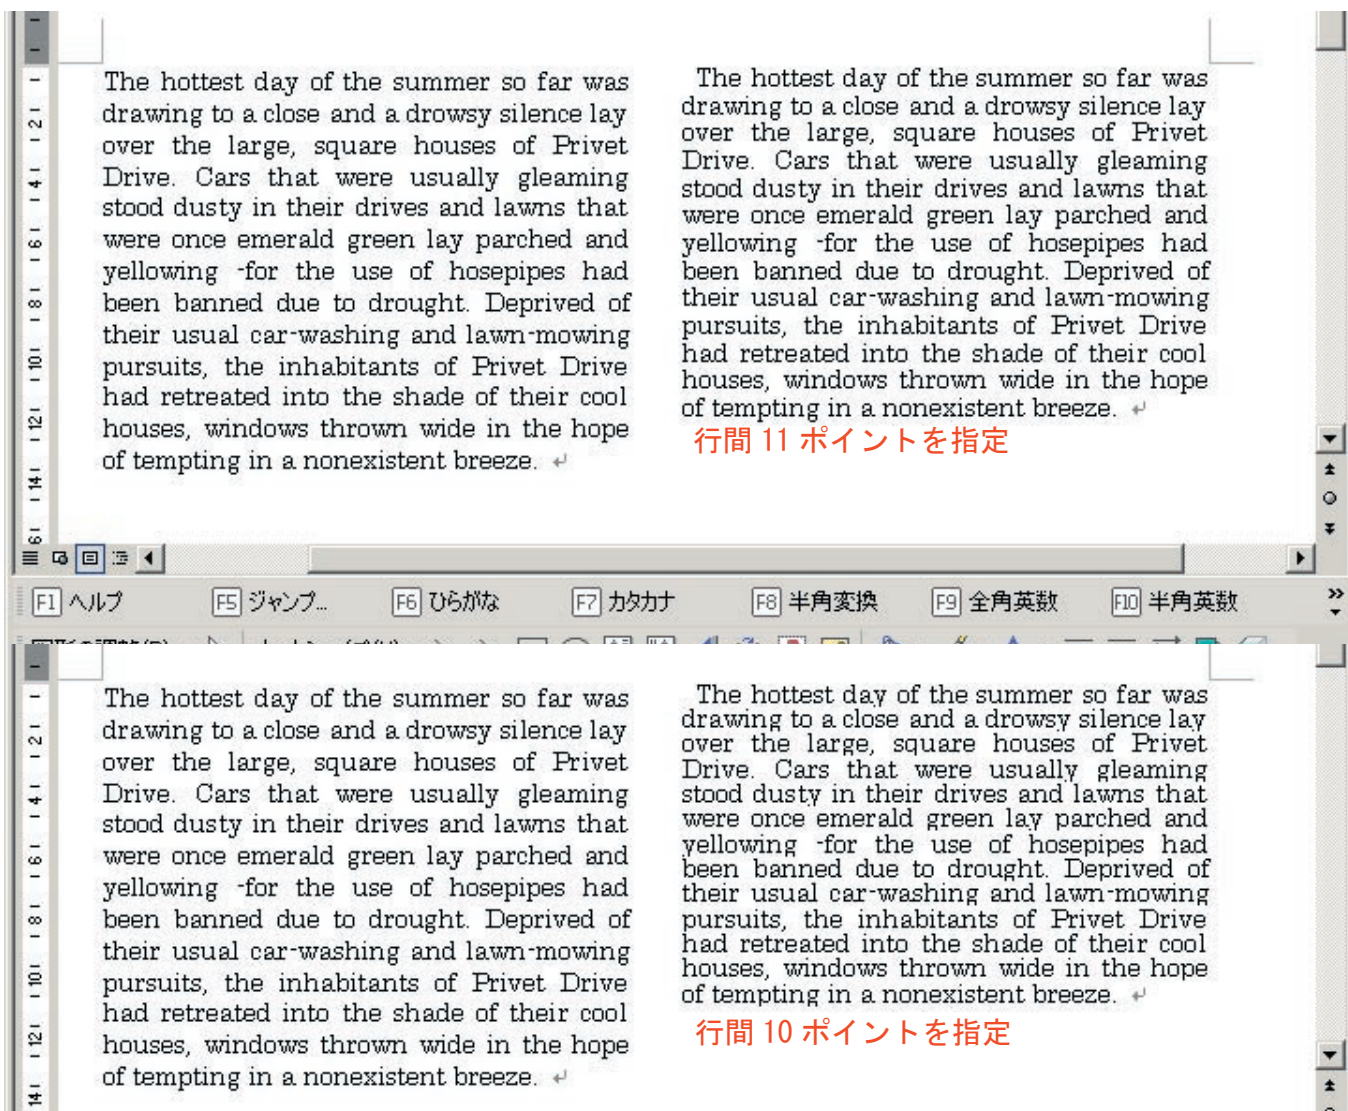 The hottest day of the summer so far was
drawing to a close and a drowsy silence lay
over the large, square houses of Privet
Drive. Cars that were usually gleaming
stood dusty in their drives and lawns that
were once emerald green lay parched and
yellowing -for the use of hosepipes had
been banned due to drought. Deprived of
their usual car-washing and lawn-mowing
pursuits, the inhabitants of Privet Drive
had retreated into the shade of their cool
houses, windows thrown wide in the hope
of tempting in a nonexistent breeze. ↵
The hottest day of the summer so far was
drawing to a close and a drowsy silence lay
over the large, square houses of Privet
Drive. Cars that were usually gleaming
stood dusty in their drives and lawns that
were once emerald green lay parched and
yellowing -for the use of hosepipes had
been banned due to drought. Deprived of
their usual car-washing and lawn-mowing
pursuits, the inhabitants of Privet Drive
had retreated into the shade of their cool
houses, windows thrown wide in the hope
of tempting in a nonexistent breeze. ↵
行間 11 ポイントを指定
2
4
6
8
10
12
14
F1 ヘルプ F5 ジャンプ... F6 ひらがな F7 カタカナ F8 半角変換 F9 全角英数 F10 半角英数
The hottest day of the summer so far was
drawing to a close and a drowsy silence lay
over the large, square houses of Privet
Drive. Cars that were usually gleaming
stood dusty in their drives and lawns that
were once emerald green lay parched and
yellowing -for the use of hosepipes had
been banned due to drought. Deprived of
their usual car-washing and lawn-mowing
pursuits, the inhabitants of Privet Drive
had retreated into the shade of their cool
houses, windows thrown wide in the hope
of tempting in a nonexistent breeze. ↵
The hottest day of the summer so far was
drawing to a close and a drowsy silence lay
over the large, square houses of Privet
Drive. Cars that were usually gleaming
stood dusty in their drives and lawns that
were once emerald green lay parched and
yellowing -for the use of hosepipes had
been banned due to drought. Deprived of
their usual car-washing and lawn-mowing
pursuits, the inhabitants of Privet Drive
had retreated into the shade of their cool
houses, windows thrown wide in the hope
of tempting in a nonexistent breeze. ↵
行間 10 ポイントを指定
2
4
6
8
10
12
14